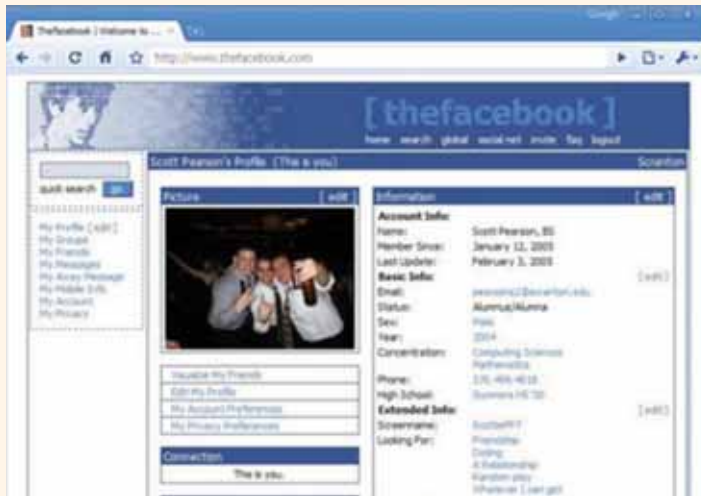 Thefacebook | Welcome to ...
Google
http://www.thefacebook.com
[ thefacebook ]
home search global social net invite faq logout
quick search go
My Profile [ edit ]
My Groups
My Friends
My Messages
My Away Message
My Mobile Info
My Account
My Privacy
Scott Pearson's Profile (This is you) Scranton
Picture [ edit ]
Visualize My Friends
Edit My Profile
My Account Preferences
My Privacy Preferences
Connection
This is you.
Information [ edit ]
Account Info:
Name: Scott Pearson, BS
Member Since: January 12, 2005
Last Update: February 3, 2005
Basic Info: [ edit ]
Email:
Status: Alumnus/Alumna
Sex: Male
Year: 2004
Concentration: Computing Sciences
Mathematics
Phone:
High School:
Extended Info: [ edit ]
Screenname:
Looking For: Friendship
Dating
A Relationship
Random play
Whatever I can get